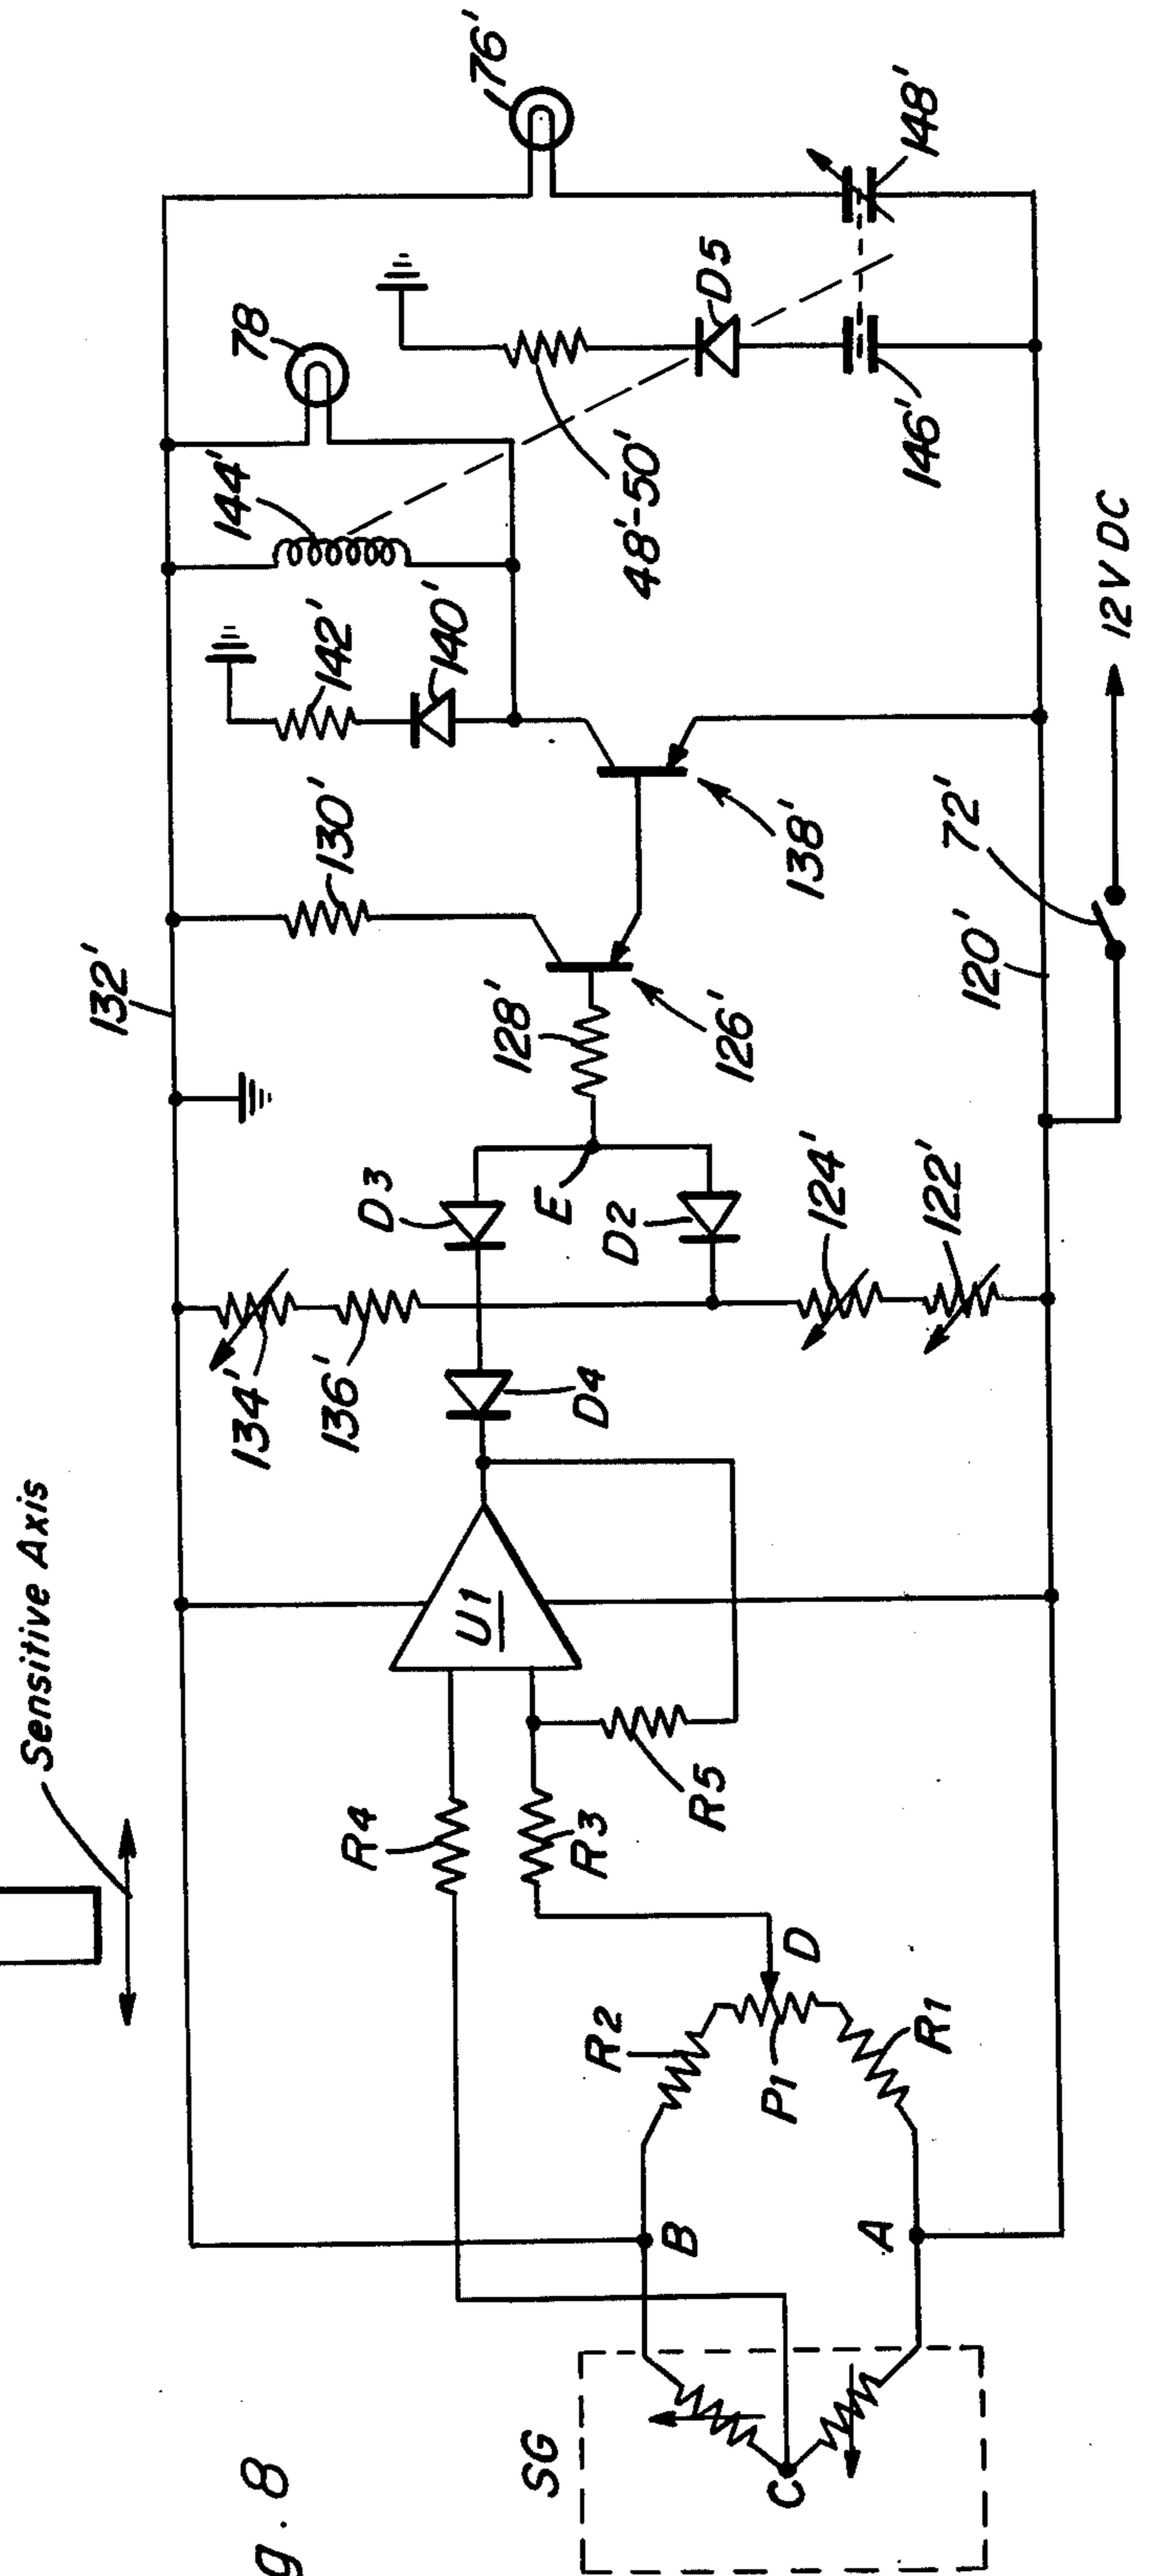 g. 8
Sensitive Axis
132'
134'
136'
130'
142'
140'
144'
78
76'
D3
D4
E
D2
128'
126'
138'
48'-50'
D5
146'
148'
124'
122'
120'
72'
12V DC
U1
R4
R3
R5
SG
C
B
A
R2
P1
D
R1